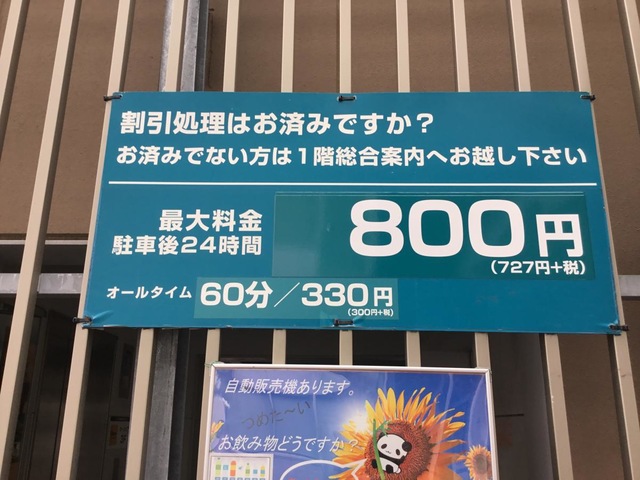 割引処理はお済みですか？
お済みでない方は1階総合案内へお越し下さい
最大料金
駐車後24時間
800円
(727円+税)
オールタイム 60分／330円
(300円+税)
自動販売機あります。
つめた〜い
お飲み物どうですか？